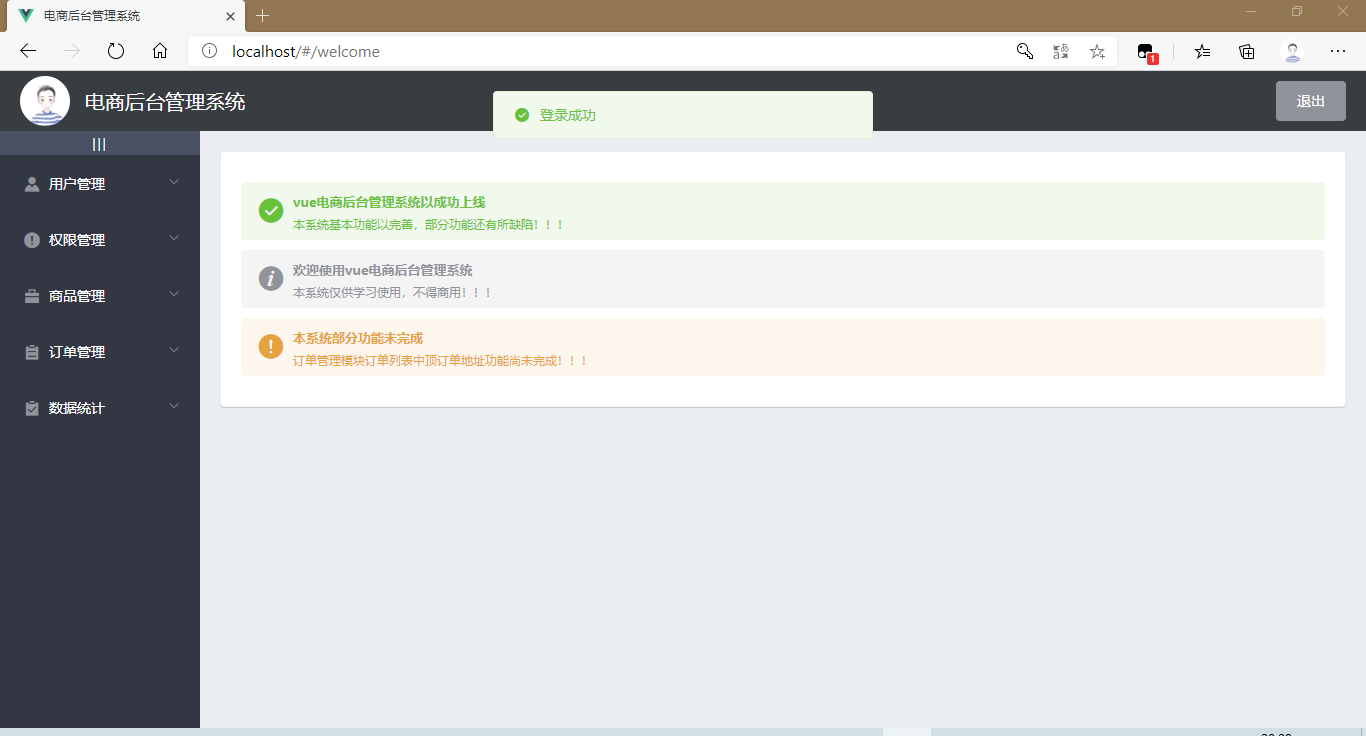 电商后台管理系统
localhost/#/welcome
1
电商后台管理系统
登录成功
退出
|||
用户管理
权限管理
商品管理
订单管理
数据统计
vue电商后台管理系统以成功上线
本系统基本功能以完善，部分功能还有所缺陷！！！
欢迎使用vue电商后台管理系统
本系统仅供学习使用，不得商用！！！
本系统部分功能未完成
订单管理模块订单列表中顶订单地址功能尚未完成！！！